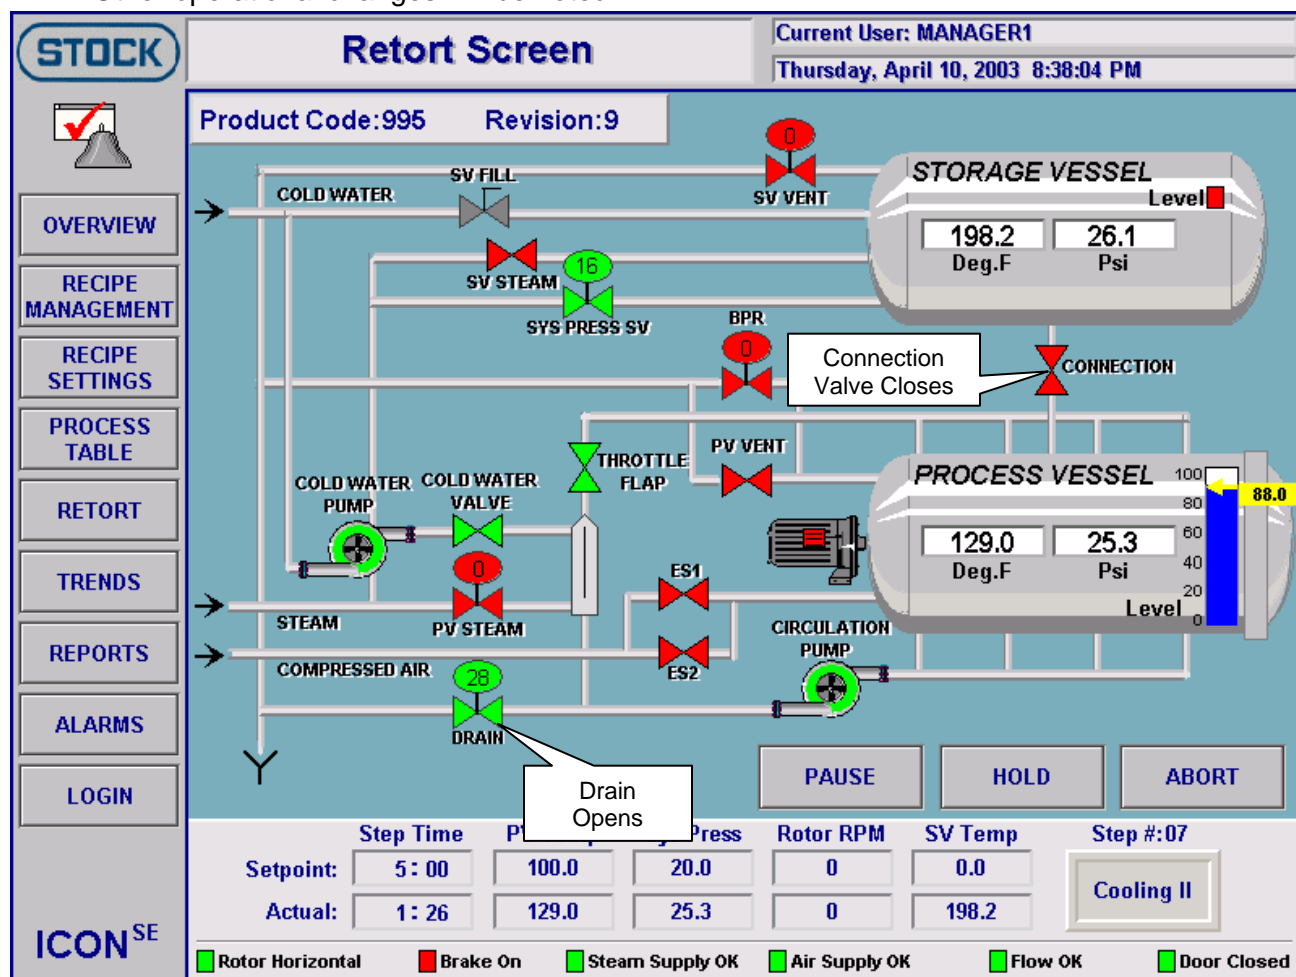 STOCK
Retort Screen
Current User: MANAGER1
Thursday, April 10, 2003 8:38:04 PM
Product Code:995 Revision:9
OVERVIEW
RECIPE
MANAGEMENT
RECIPE
SETTINGS
PROCESS
TABLE
RETORT
TRENDS
REPORTS
ALARMS
LOGIN
ICON SE
COLD WATER
SV FILL
0
SV VENT
STORAGE VESSEL
Level
198.2 26.1
Deg.F Psi
SV STEAM
16
SYS PRESS SV
BPR
0
Connection
Valve Closes
CONNECTION
THROTTLE
FLAP
PV VENT
COLD WATER
PUMP
COLD WATER
VALVE
PROCESS VESSEL
100
80
60
40
20
0
88.0
129.0 25.3
Deg.F Psi
Level
0
PV STEAM
STEAM
ES1
ES2
COMPRESSED AIR
28
DRAIN
CIRCULATION
PUMP
Drain
Opens
PAUSE HOLD ABORT
Step Time Press Rotor RPM SV Temp Step #:07
Setpoint: 5: 00 100.0 20.0 0 0.0
Actual: 1: 26 129.0 25.3 0 198.2
Cooling II
Rotor Horizontal Brake On Steam Supply OK Air Supply OK Flow OK Door Closed